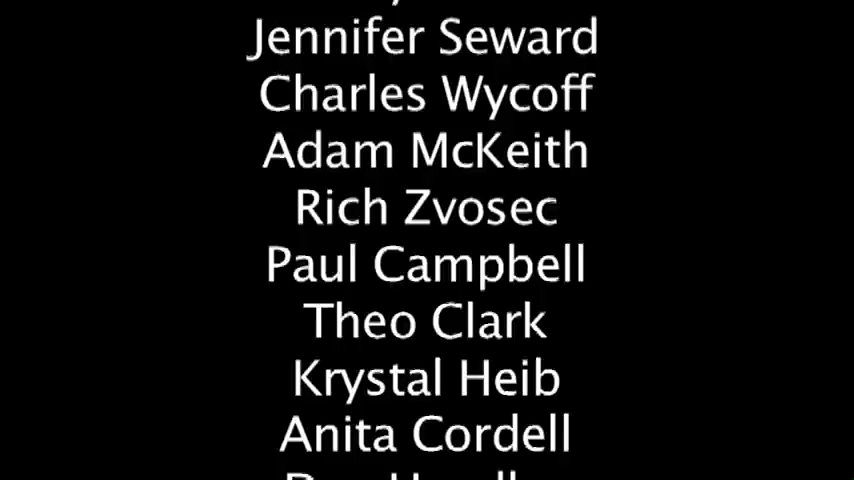 Jennifer Seward
Charles Wycoff
Adam McKeith
Rich Zvosec
Paul Campbell
Theo Clark
Krystal Heib
Anita Cordell